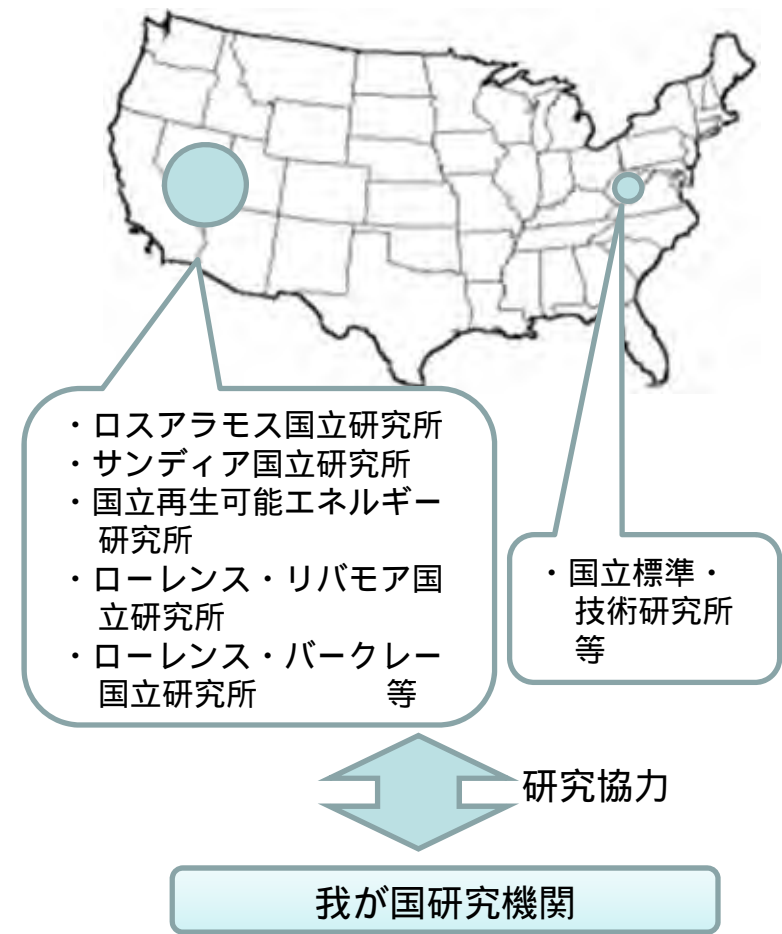 ・ロスアラモス国立研究所
・サンディア国立研究所
・国立再生可能エネルギー
研究所
・ローレンス・リバモア国
立研究所
・ローレンス・バークレー
国立研究所　　　　等
・国立標準・
技術研究所
等
研究協力
我が国研究機関